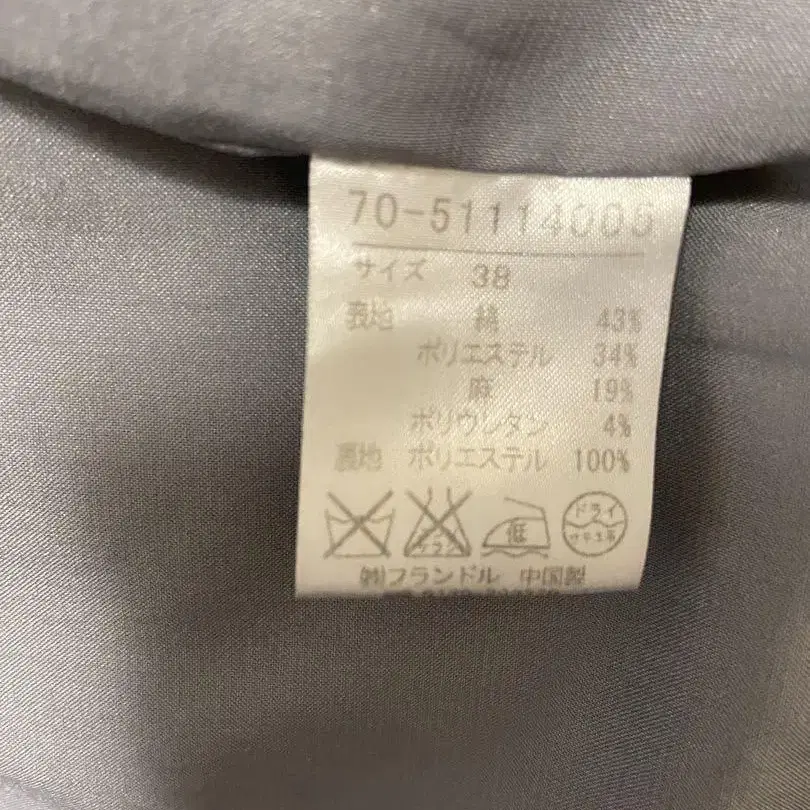 70-51114006
サイズ 38
表地 綿 43%
ポリエステル 34%
麻 19%
ポリウレタン 4%
裏地 ポリエステル 100%
低 ドライ
㈱フランドル 中国製